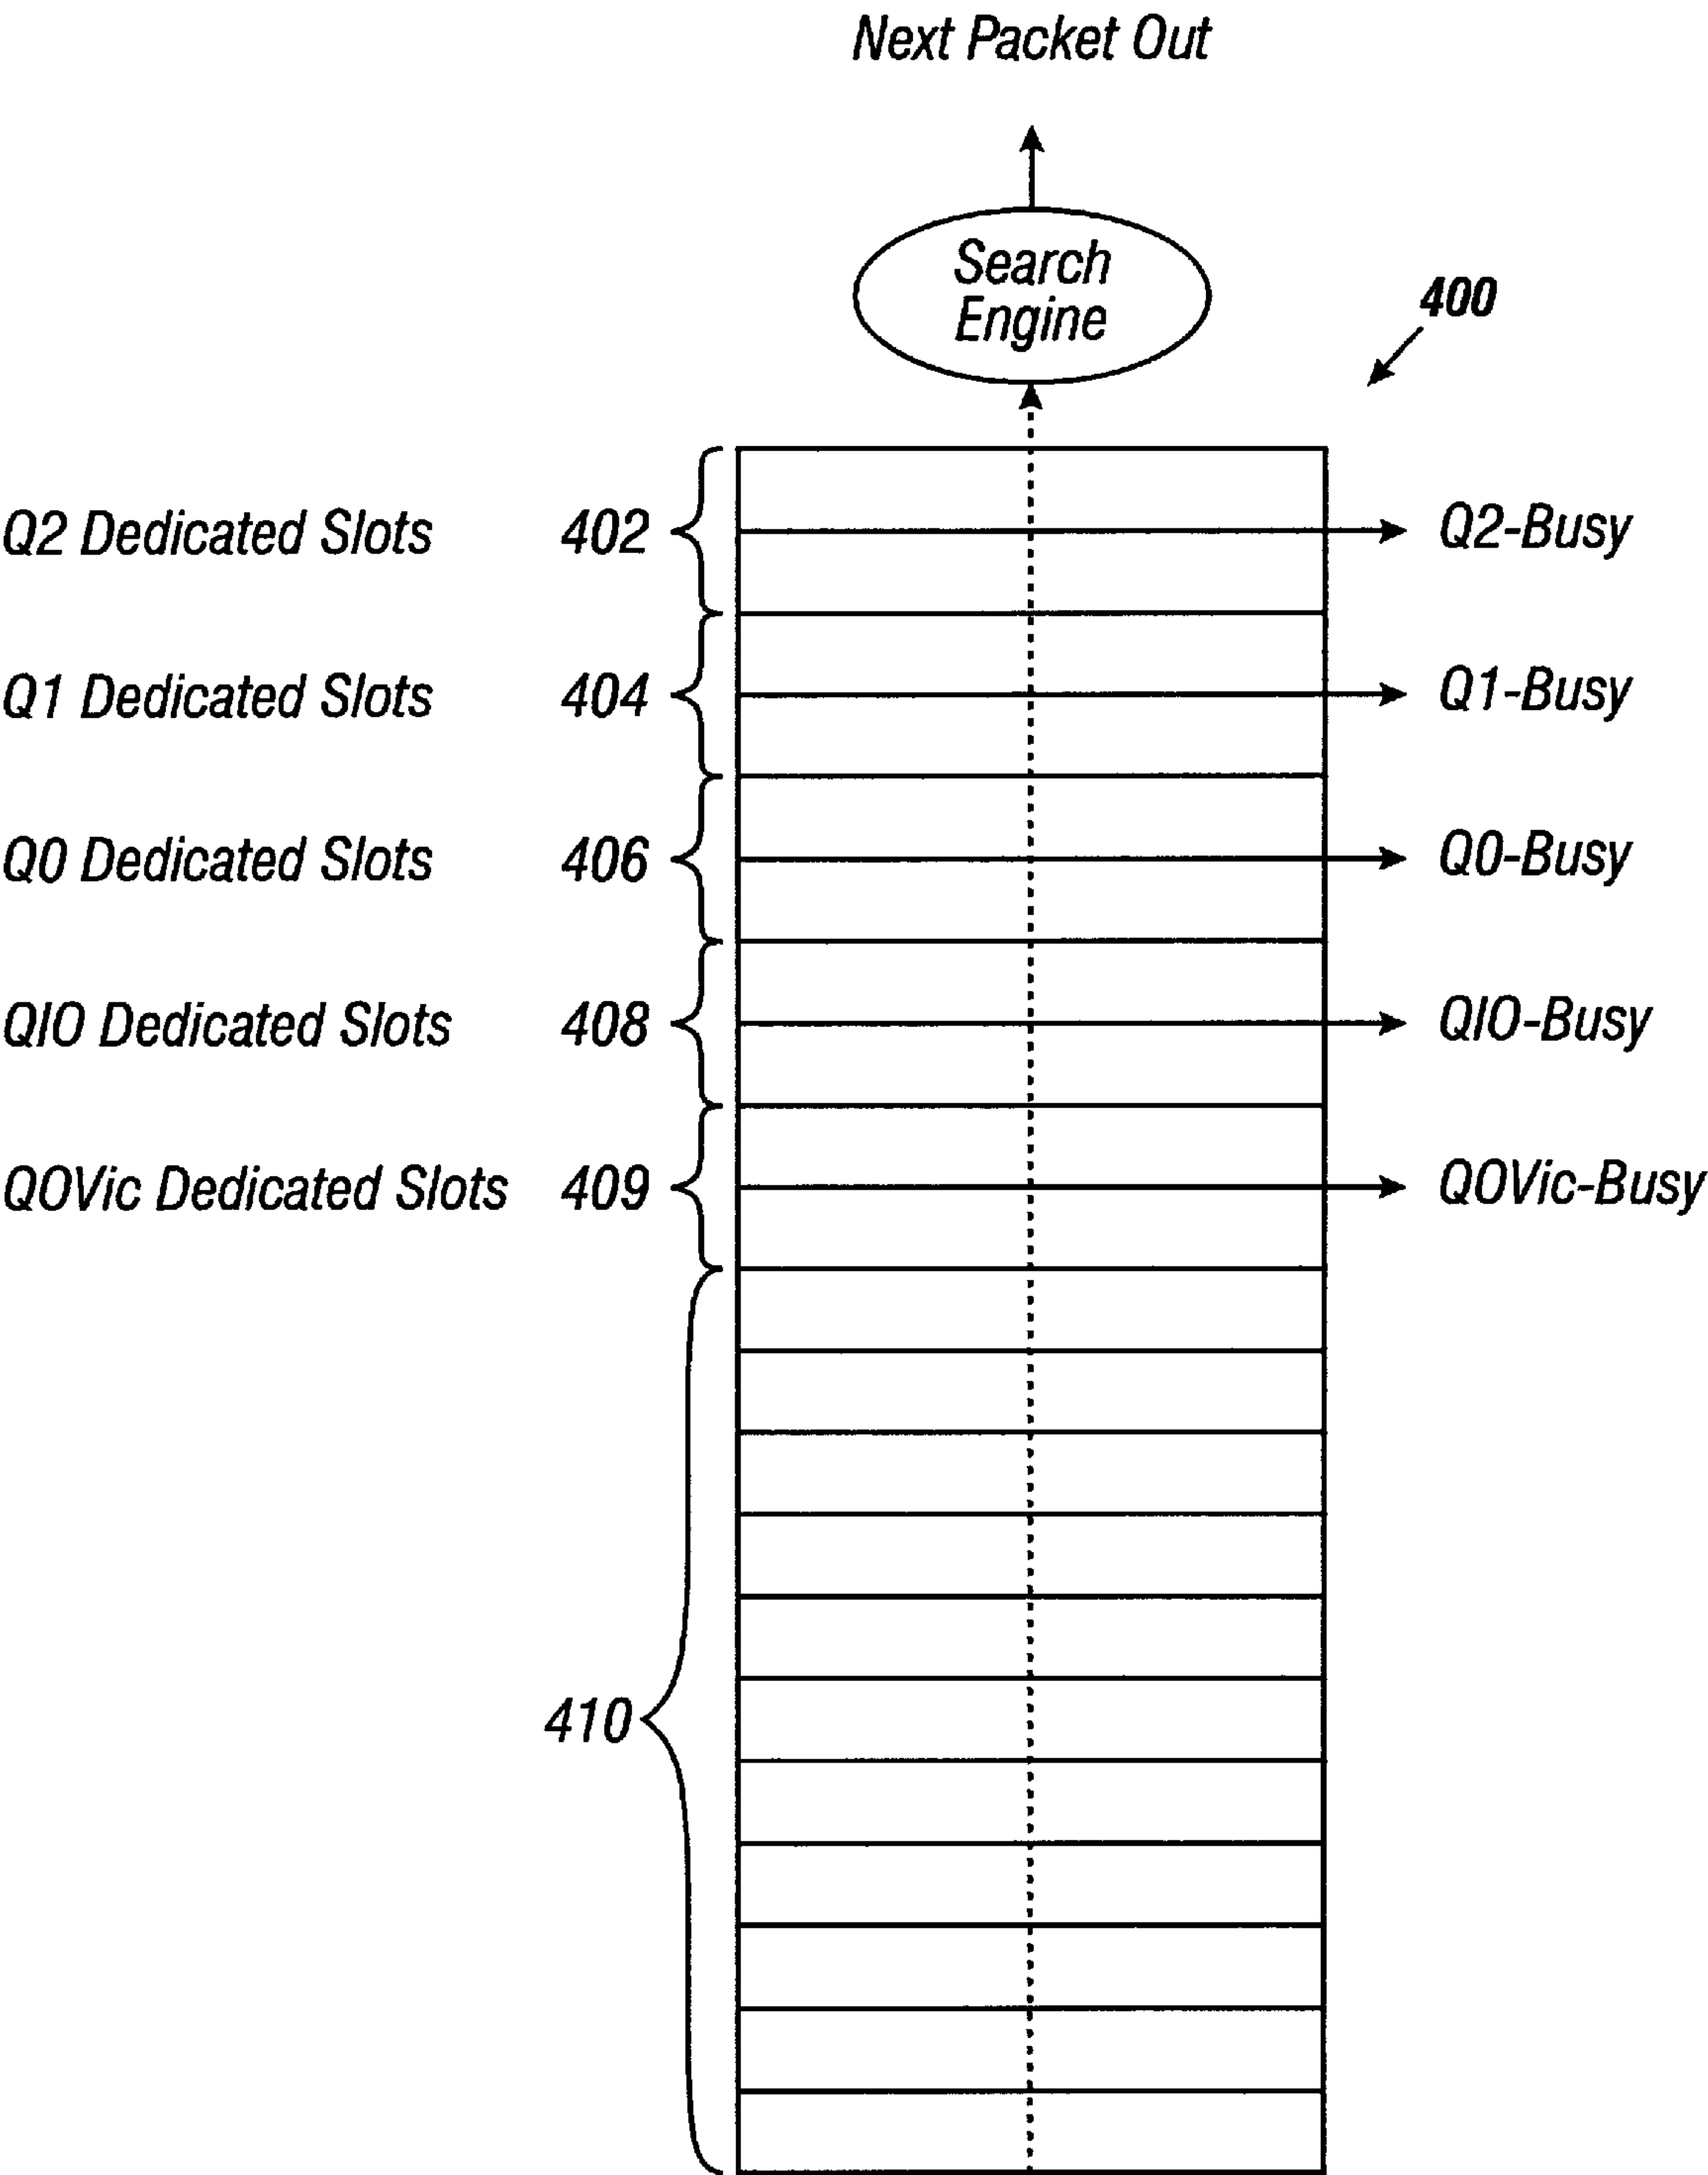 Next Packet Out
Search
Engine
400
Q2 Dedicated Slots 402 Q2-Busy
Q1 Dedicated Slots 404 Q1-Busy
Q0 Dedicated Slots 406 Q0-Busy
QIO Dedicated Slots 408 QIO-Busy
QOVic Dedicated Slots 409 QOVic-Busy
410